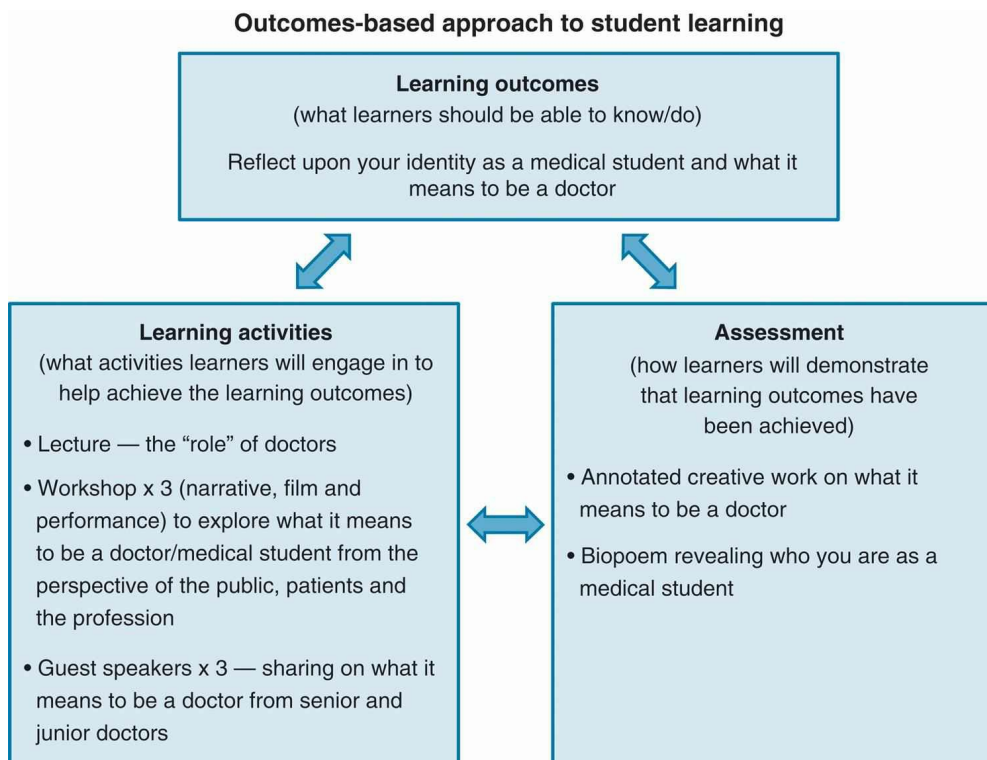 Outcomes-based approach to student learning
Learning outcomes
(what learners should be able to know/do)
Reflect upon your identity as a medical student and what it
means to be a doctor
Learning activities
(what activities learners will engage in to
help achieve the learning outcomes)
• Lecture — the “role” of doctors
• Workshop x 3 (narrative, film and
performance) to explore what it means
to be a doctor/medical student from the
perspective of the public, patients and
the profession
• Guest speakers x 3 — sharing on what it
means to be a doctor from senior and
junior doctors
Assessment
(how learners will demonstrate
that learning outcomes have
been achieved)
• Annotated creative work on what it
means to be a doctor
• Biopoem revealing who you are as a
medical student